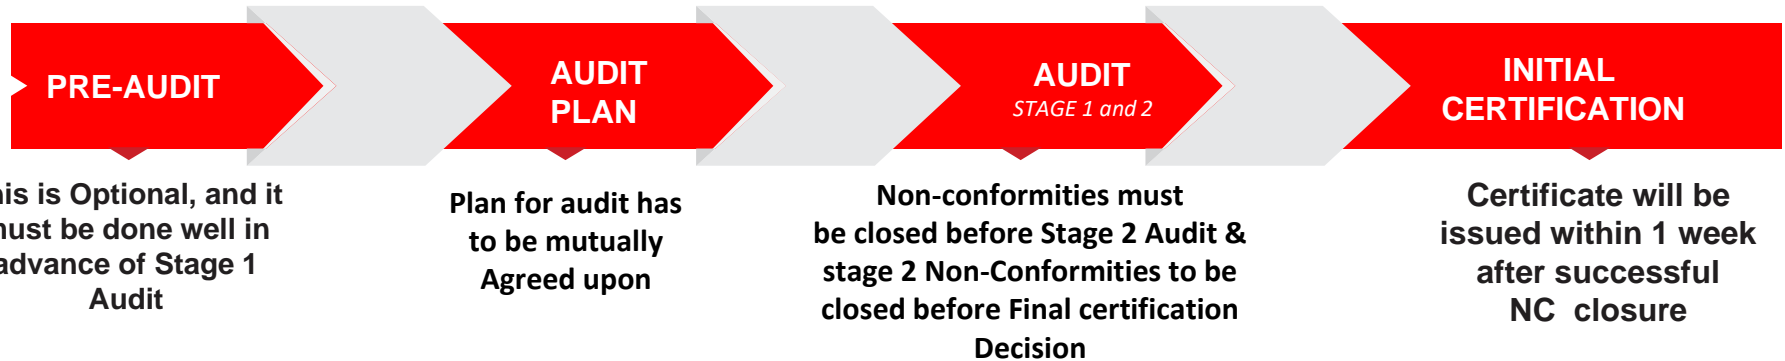 PRE-AUDIT
his is Optional, and it
nust be done well in
advance of Stage 1
Audit
AUDIT
PLAN
Plan for audit has
to be mutually
Agreed upon
AUDIT
STAGE 1 and 2
Non-conformities must
be closed before Stage 2 Audit &
stage 2 Non-Conformities to be
closed before Final certification
Decision
INITIAL
CERTIFICATION
Certificate will be
issued within 1 week
after successful
NC closure